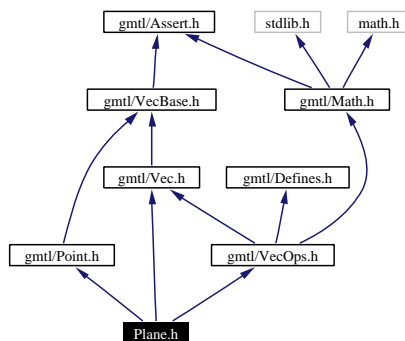 gmtl/Assert.h
stdlib.h
math.h
gmtl/VecBase.h
gmtl/Math.h
gmtl/Vec.h
gmtl/Defines.h
gmtl/Point.h
gmtl/VecOps.h
Plane.h